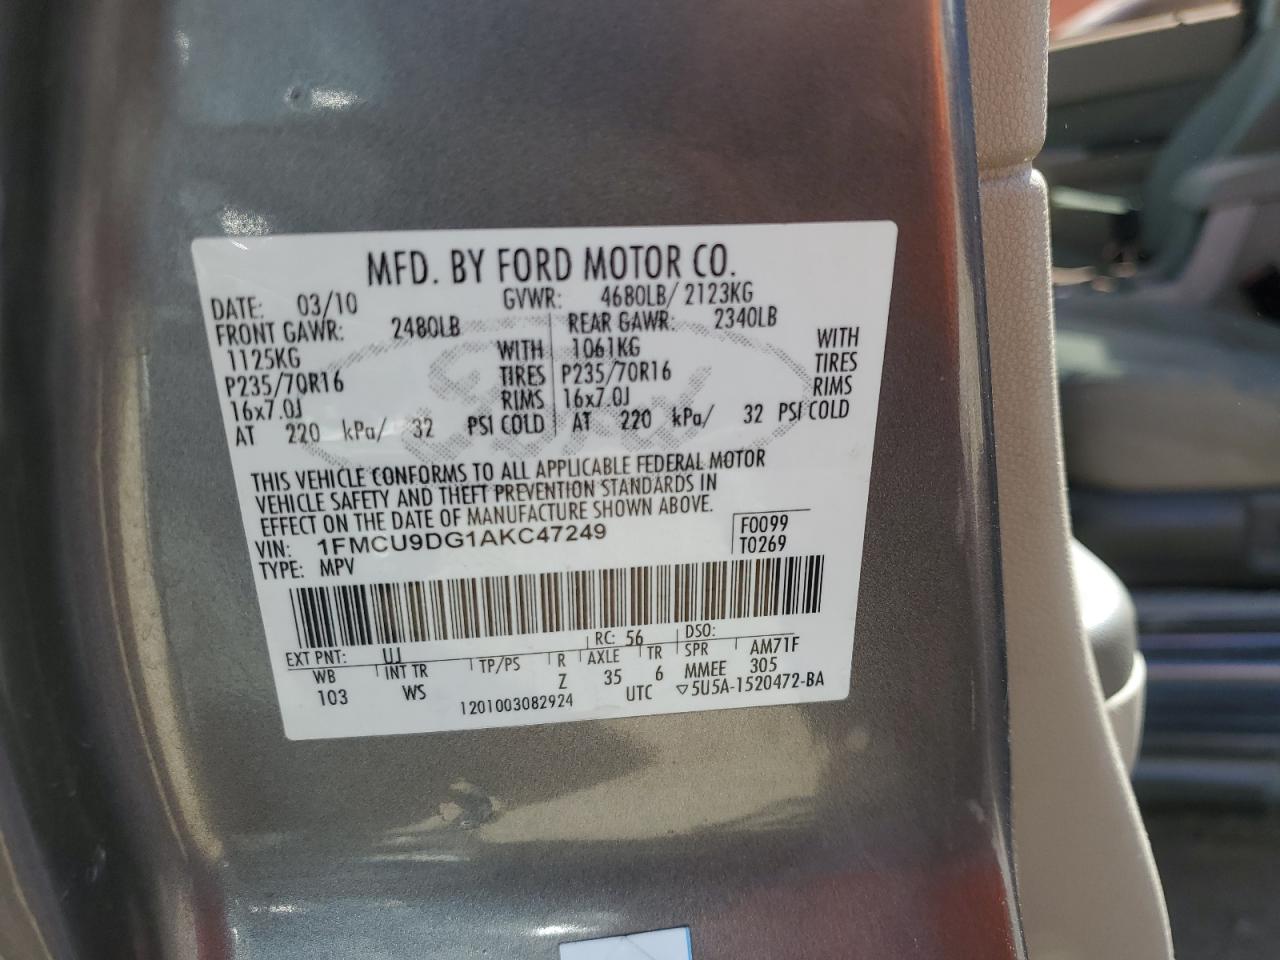 MFD. BY FORD MOTOR CO.
DATE: 03/10 GVWR: 4680LB/ 2123KG
FRONT GAWR: 2480LB REAR GAWR: 2340LB
1125KG WITH 1061KG WITH
P235/70R16 TIRES P235/70R16 TIRES
16x7.0J RIMS 16x7.0J RIMS
AT 220 kPa/ 32 PSI COLD AT 220 kPa/ 32 PSI COLD
THIS VEHICLE CONFORMS TO ALL APPLICABLE FEDERAL MOTOR
VEHICLE SAFETY AND THEFT PREVENTION STANDARDS IN
EFFECT ON THE DATE OF MANUFACTURE SHOWN ABOVE.
VIN: 1FMCU9DG1AKC47249 F0099
TYPE: MPV T0269
EXT PNT: UJ RC: 56 DSO:
WB INT TR TP/PS R AXLE TR SPR AM71F
103 WS Z 35 6 MMEE 305
1201003082924 UTC ▽5U5A-1520472-BA